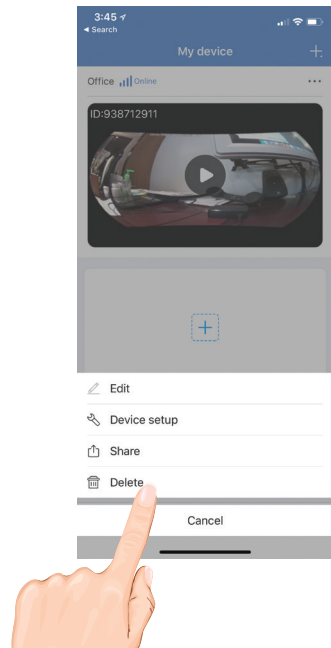 3:45
Search
My device
Office Online
ID:938712911
Edit
Device setup
Share
Delete
Cancel